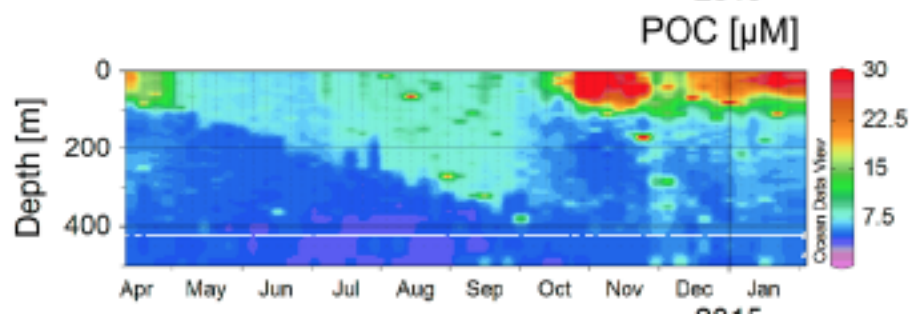 POC [µM]
0
200
400
Depth [m]
30
22.5
15
7.5
Ocean Data View
Apr May Jun Jul Aug Sep Oct Nov Dec Jan